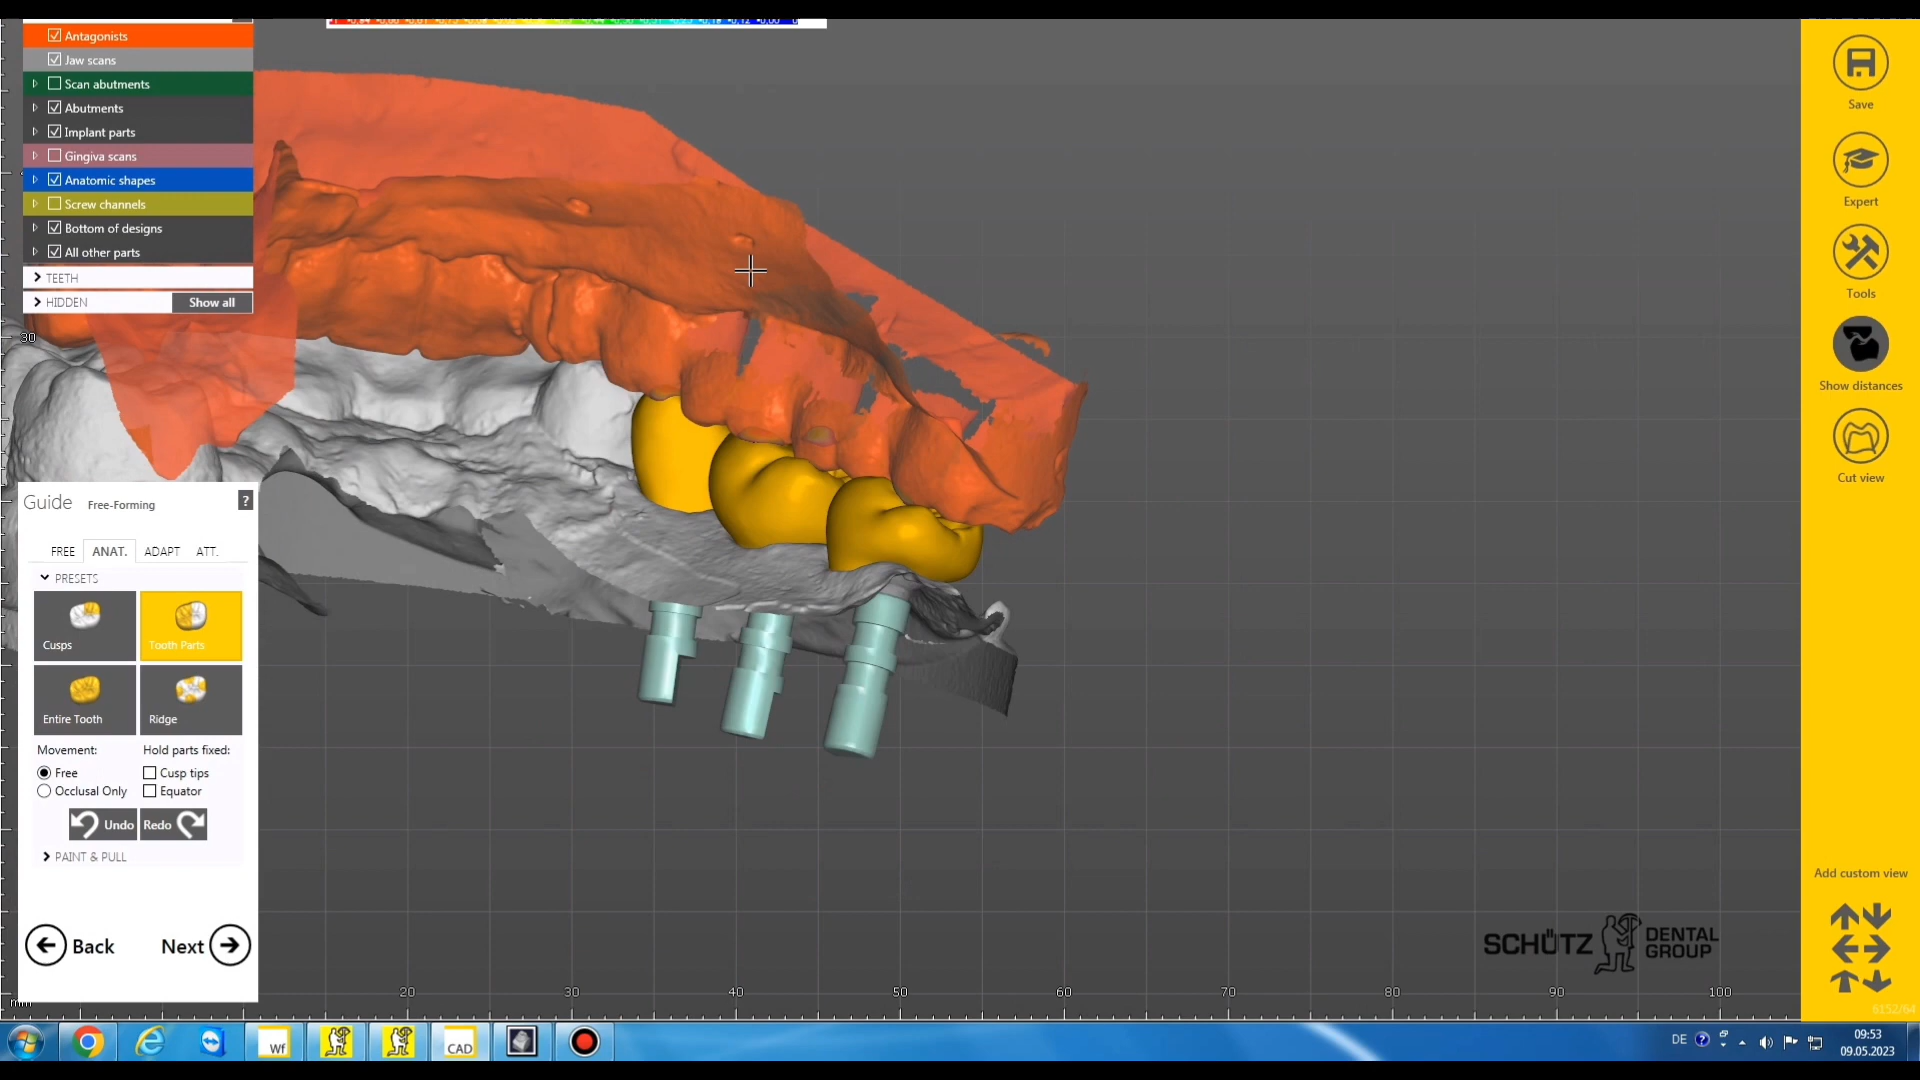 Antagonists
Jaw scans
Scan abutments
Abutments
Implant parts
Gingiva scans
Anatomic shapes
Screw channels
Bottom of designs
All other parts
TEETH
HIDDEN Show all
30
Guide Free-Forming ?
FREE ANAT. ADAPT ATT.
PRESETS
Cusps Tooth Parts
Entire Tooth Ridge
Movement: Hold parts fixed:
Free Cusp tips
Occlusal Only Equator
Undo Redo
PAINT & PULL
Back Next
20 30 40 50 60 70 80 90 100
Save
Expert
Tools
Show distances
Cut view
Add custom view
SCHÜTZ DENTAL GROUP
6152/64
Wf CAD
DE
09:53
09.05.2023